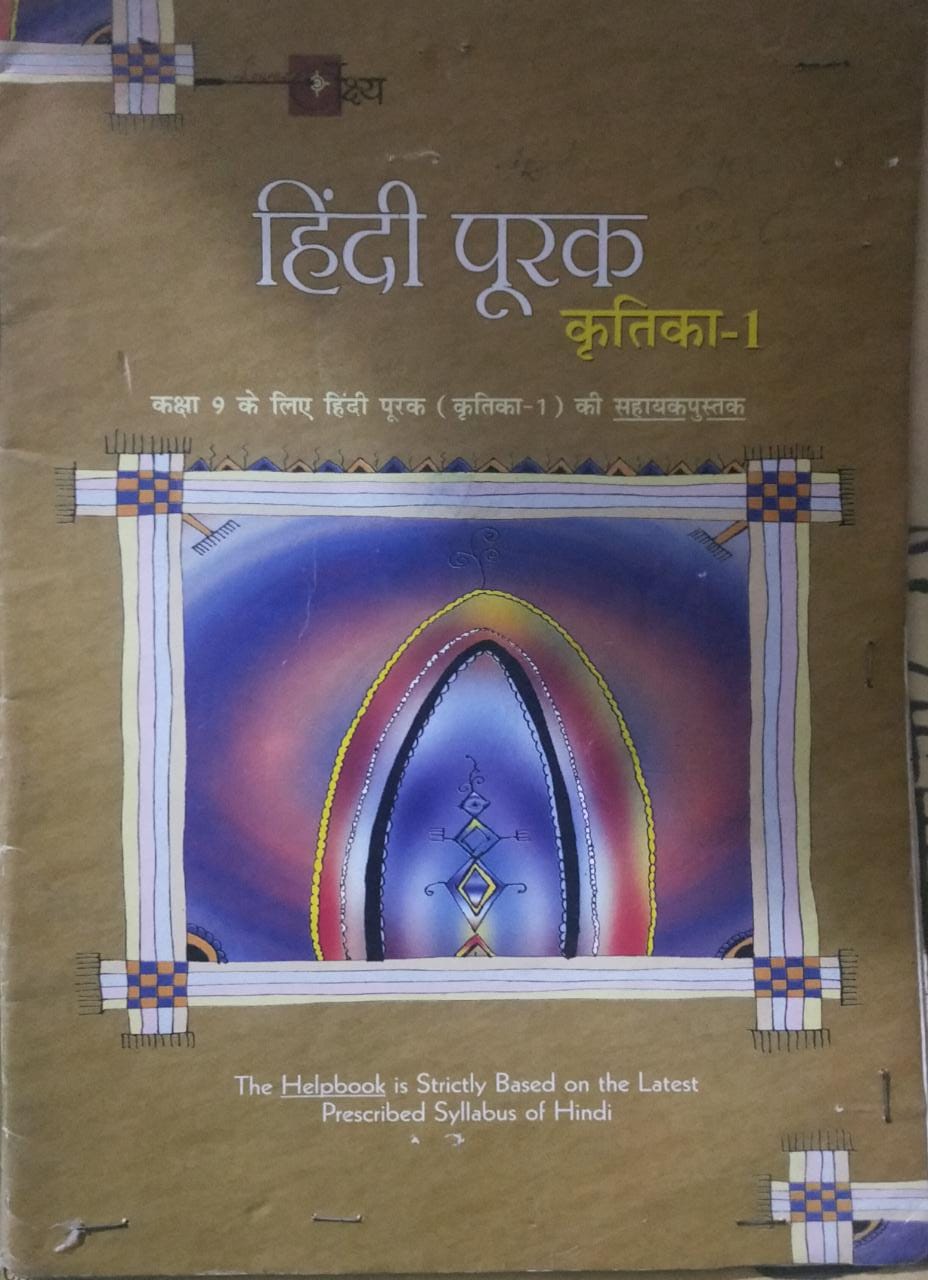 क्ष्य
हिंदी पूरक
कृतिका-1
कक्षा 9 के लिए हिंदी पूरक ( कृतिका-1 ) की सहायकपुस्तक
The Helpbook is Strictly Based on the Latest
Prescribed Syllabus of Hindi